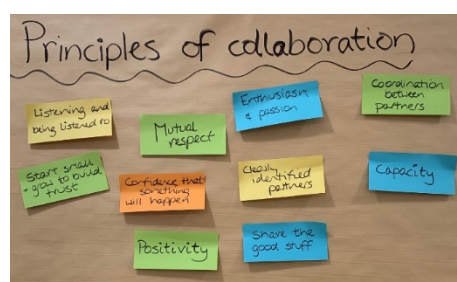 Principles of collaboration
Listening and
being listened to
Mutual
respect
Enthusiasm
& passion
Coordination
between
partners
Start small
- grow to build
trust
Confidence that
something
will happen
Clearly
identified
partners
Capacity
Positivity
Share the
good stuff